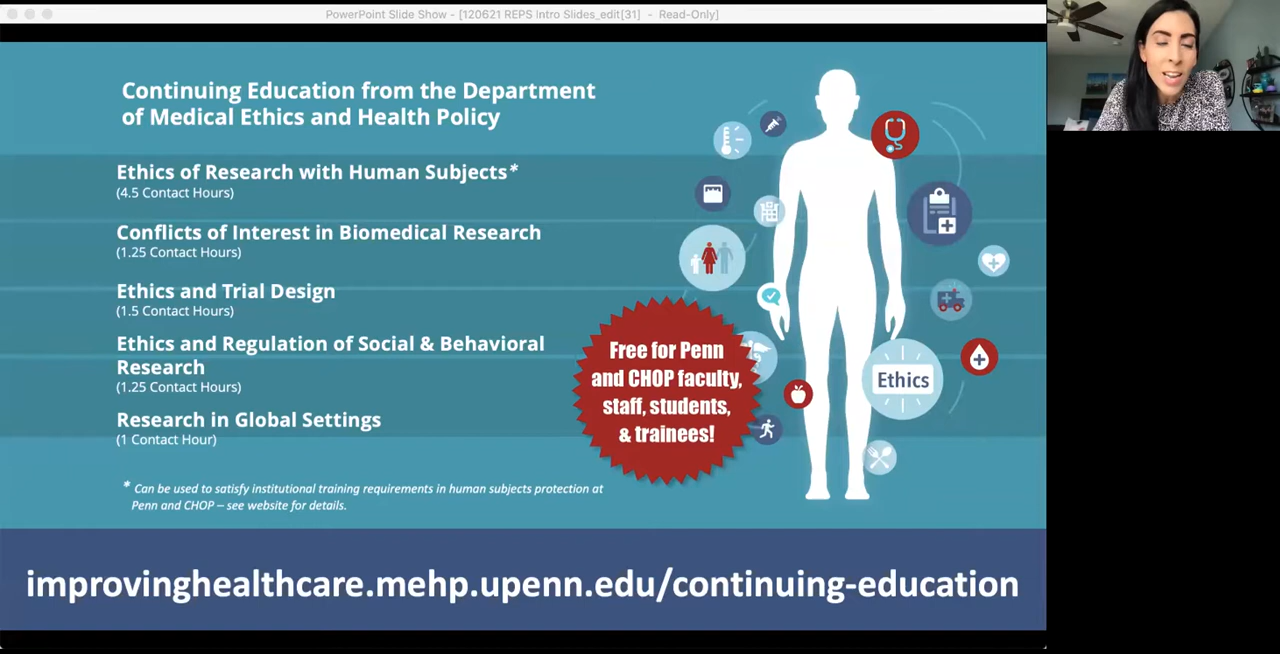 PowerPoint Slide Show - [120621 REPS Intro Slides_edit[31] - Read-Only]
Continuing Education from the Department
of Medical Ethics and Health Policy
Ethics of Research with Human Subjects*
(4.5 Contact Hours)
Conflicts of Interest in Biomedical Research
(1.25 Contact Hours)
Ethics and Trial Design
(1.5 Contact Hours)
Ethics and Regulation of Social & Behavioral
Research
(1.25 Contact Hours)
Research in Global Settings
(1 Contact Hour)
* Can be used to satisfy institutional training requirements in human subjects protection at
Penn and CHOP – see website for details.
Free for Penn
and CHOP faculty,
staff, students,
& trainees!
Ethics
improvinghealthcare.mehp.upenn.edu/continuing-education